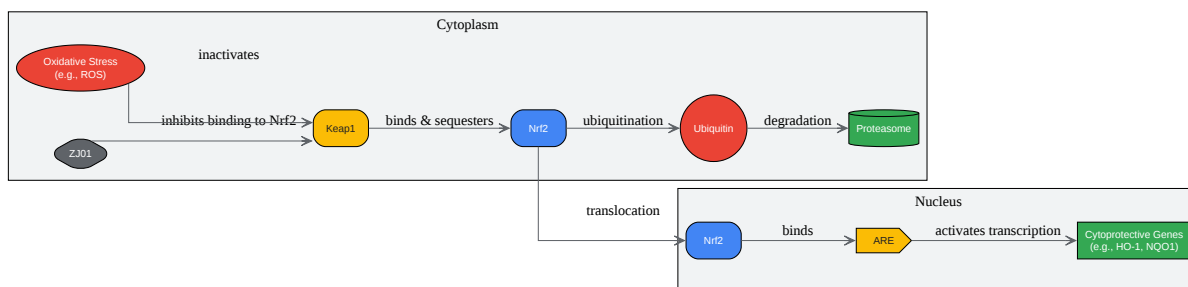 Cytoplasm
inactivates
Oxidative Stress
(e.g., ROS)
inhibits binding to Nrf2
Keap1
binds & sequesters
Nrf2
ubiquitination
Ubiquitin
degradation
Proteasome
ZJ01
translocation
Nucleus
Nrf2
binds
ARE
activates transcription
Cytoprotective Genes
(e.g., HO-1, NQO1)